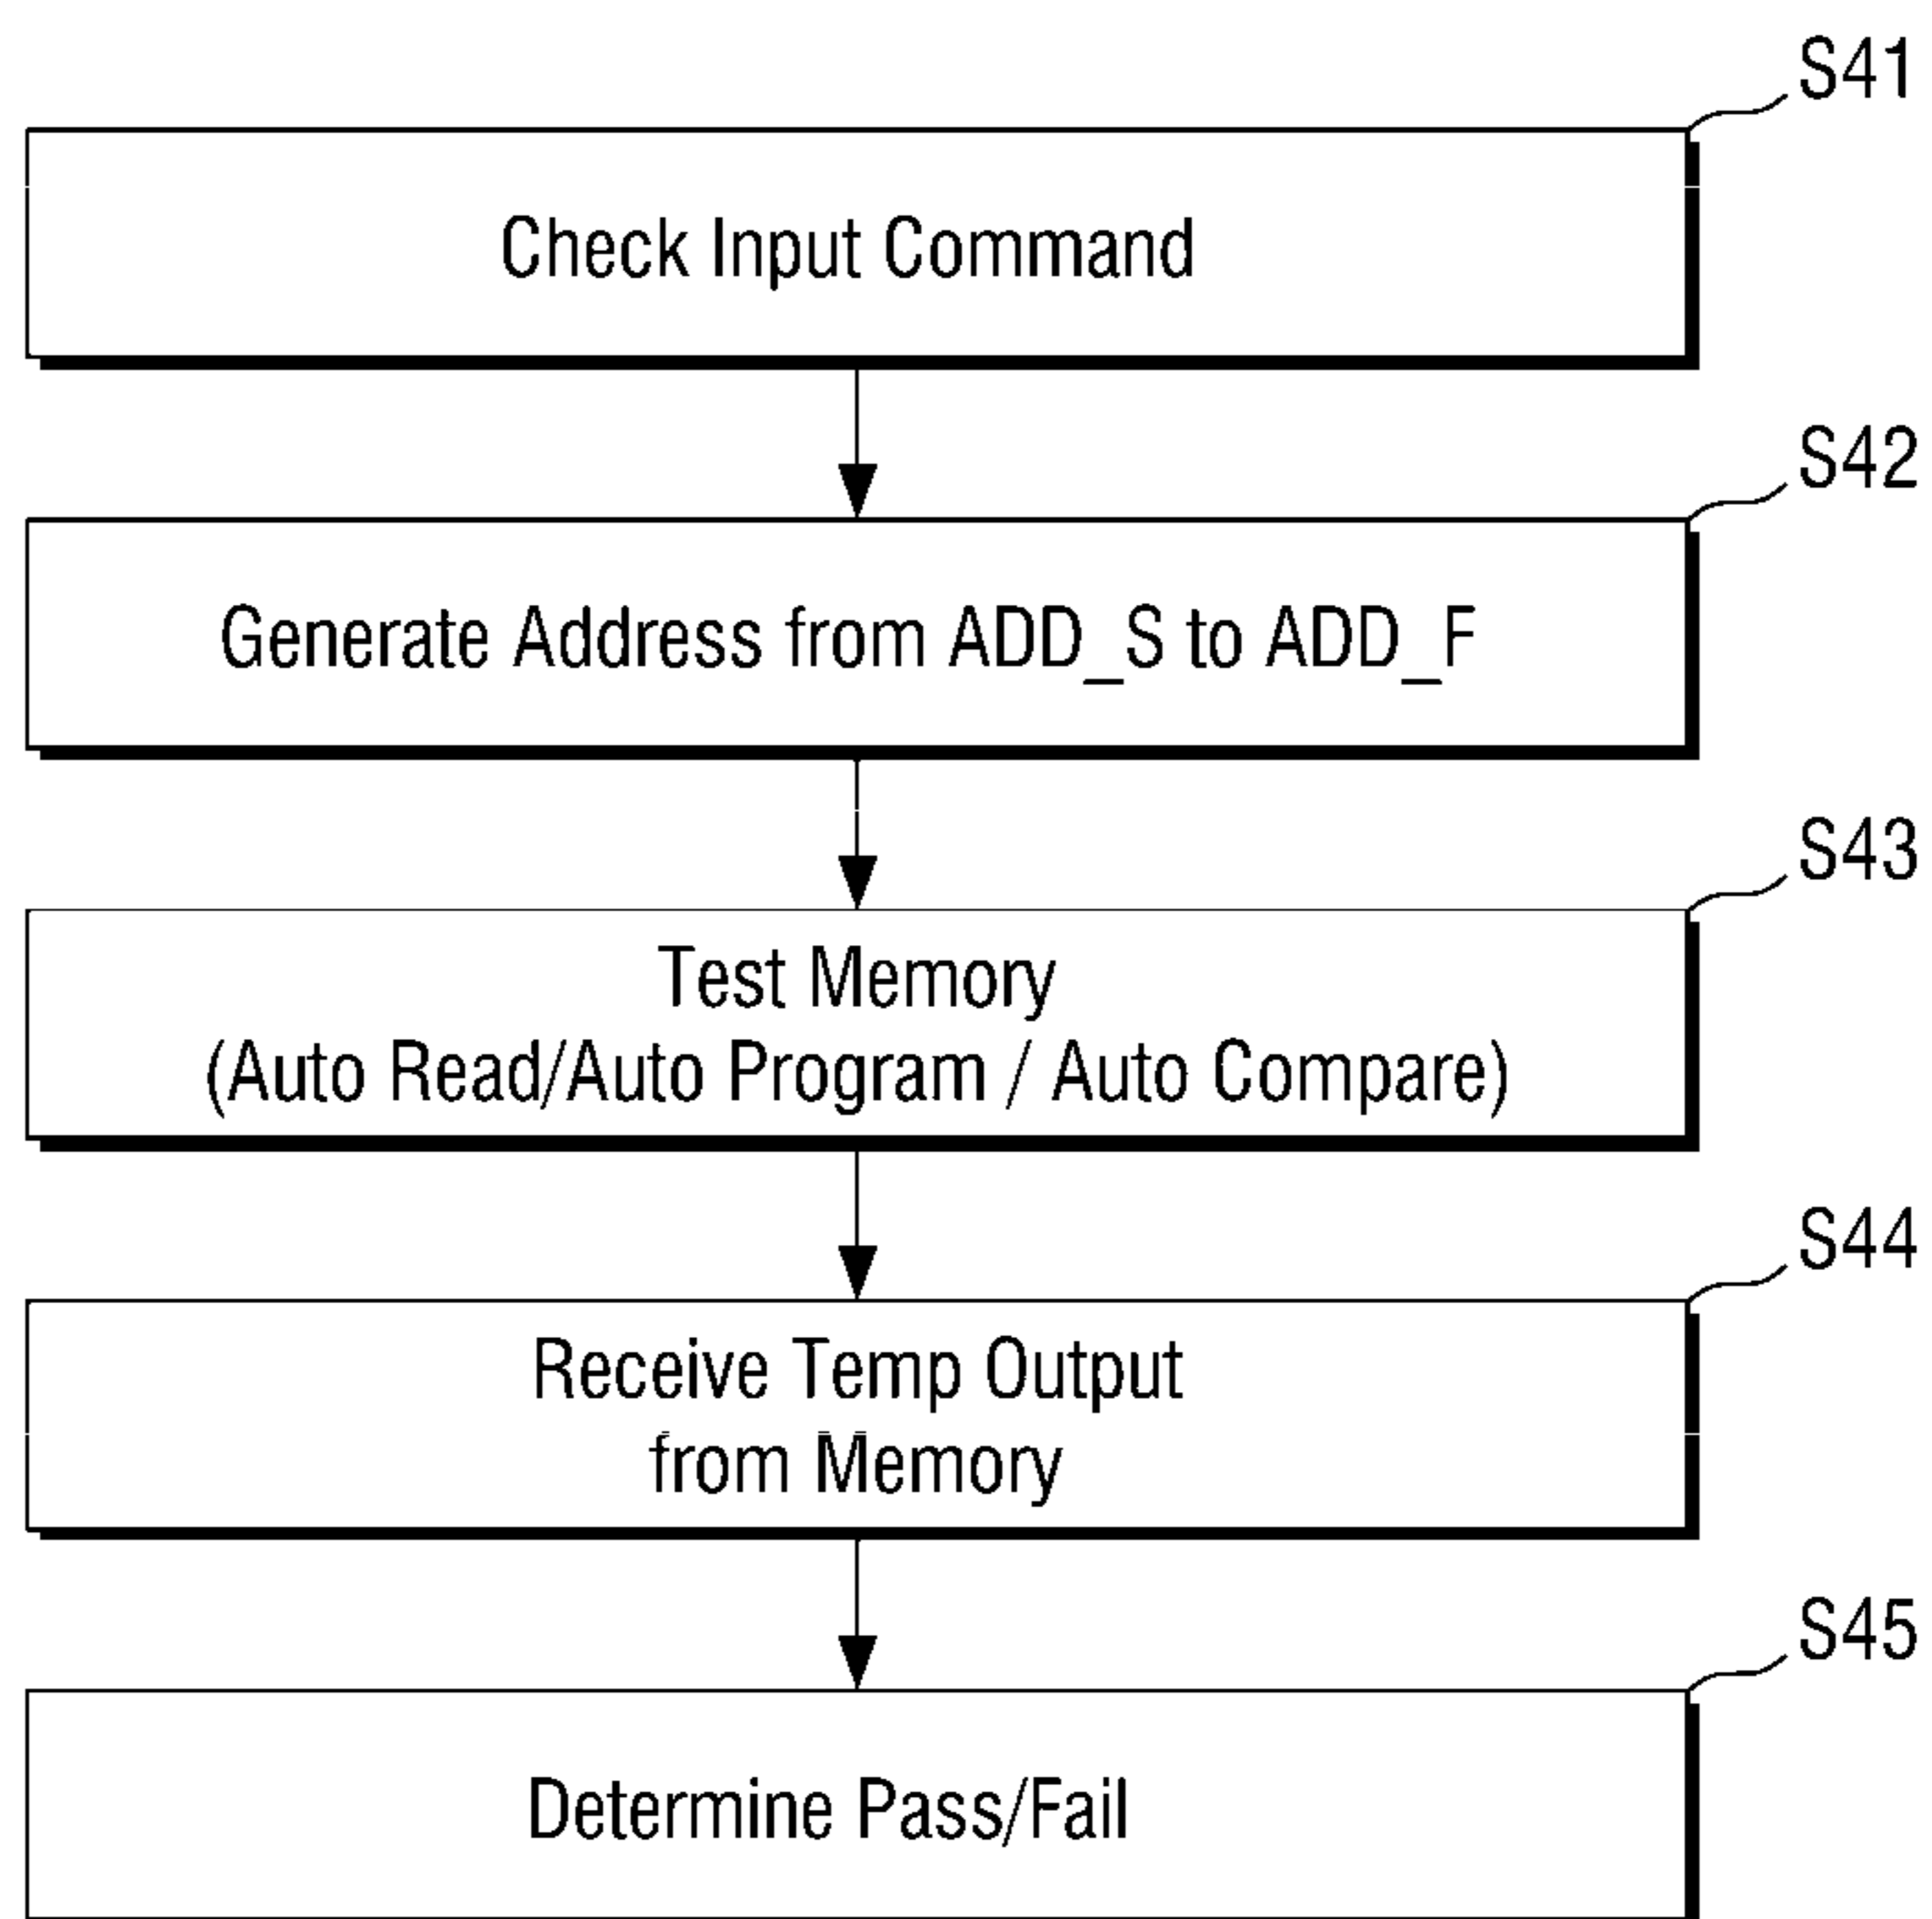 S41
Check Input Command
S42
Generate Address from ADD_S to ADD_F
S43
Test Memory
(Auto Read/Auto Program / Auto Compare)
S44
Receive Temp Output
from Memory
S45
Determine Pass/Fail